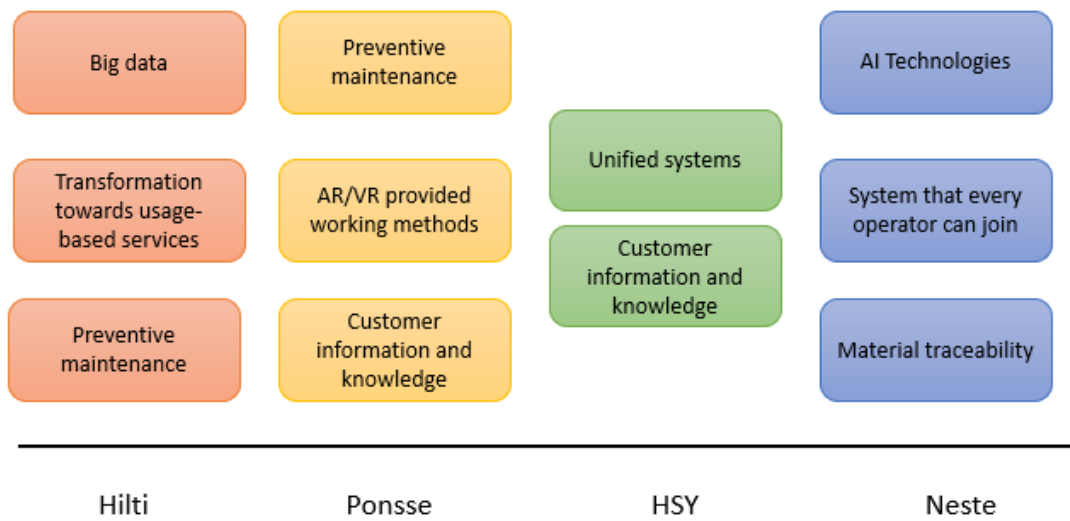 Big data
Transformation
towards usage-
based services
Preventive
maintenance
Preventive
maintenance
AR/VR provided
working methods
Customer
information and
knowledge
Unified systems
Customer
information and
knowledge
AI Technologies
System that every
operator can join
Material traceability
Hilti
Ponsse
HSY
Neste